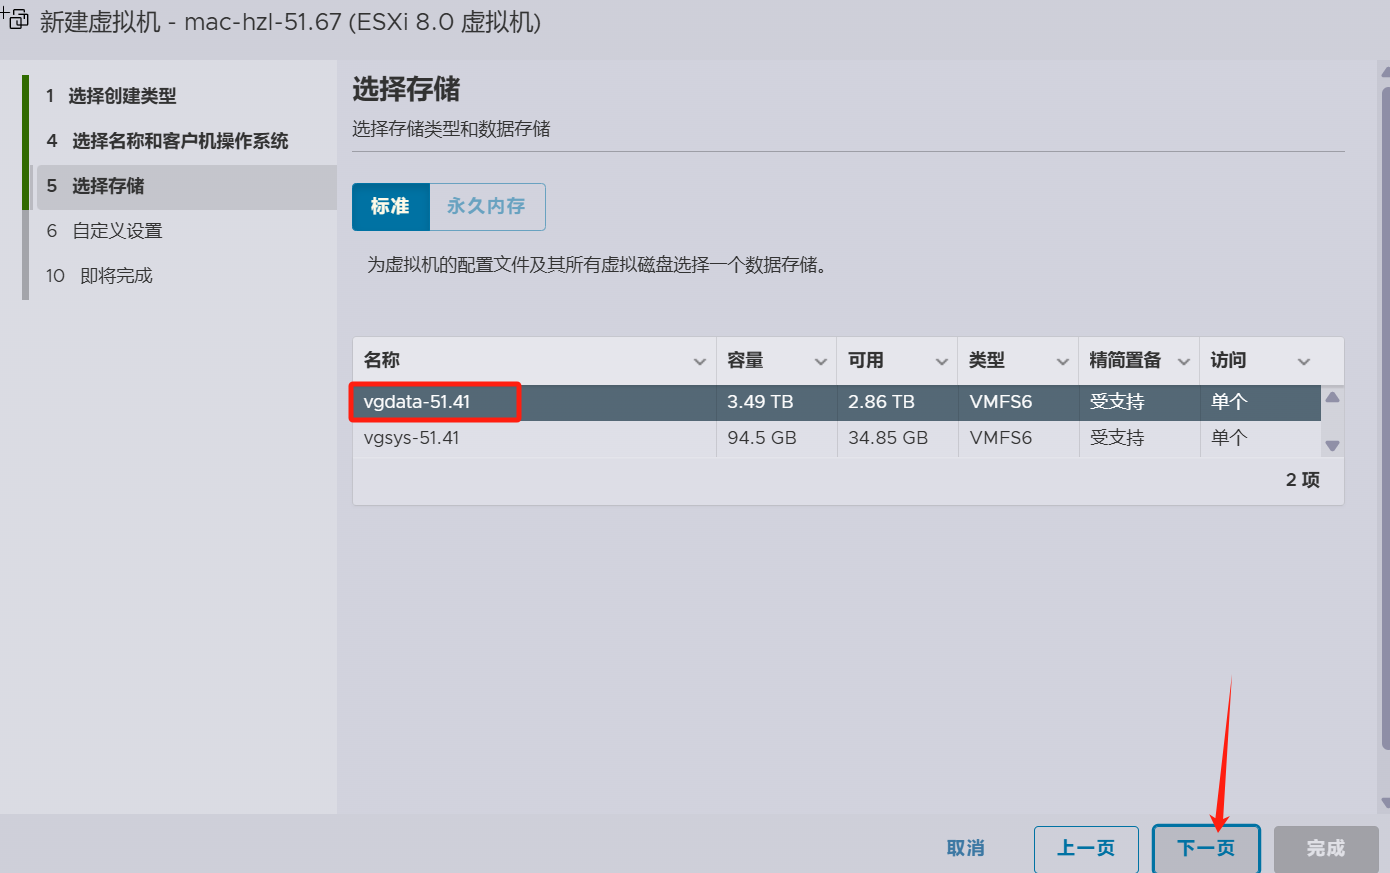 新建虚拟机 - mac-hzl-51.67 (ESXi 8.0 虚拟机)
1 选择创建类型
4 选择名称和客户机操作系统
5 选择存储
6 自定义设置
10 即将完成
选择存储
选择存储类型和数据存储
标准 永久内存
为虚拟机的配置文件及其所有虚拟磁盘选择一个数据存储。
名称 容量 可用 类型 精简置备 访问
vgdata-51.41 3.49 TB 2.86 TB VMFS6 受支持 单个
vgsys-51.41 94.5 GB 34.85 GB VMFS6 受支持 单个
2 项
取消 上一页 下一页 完成